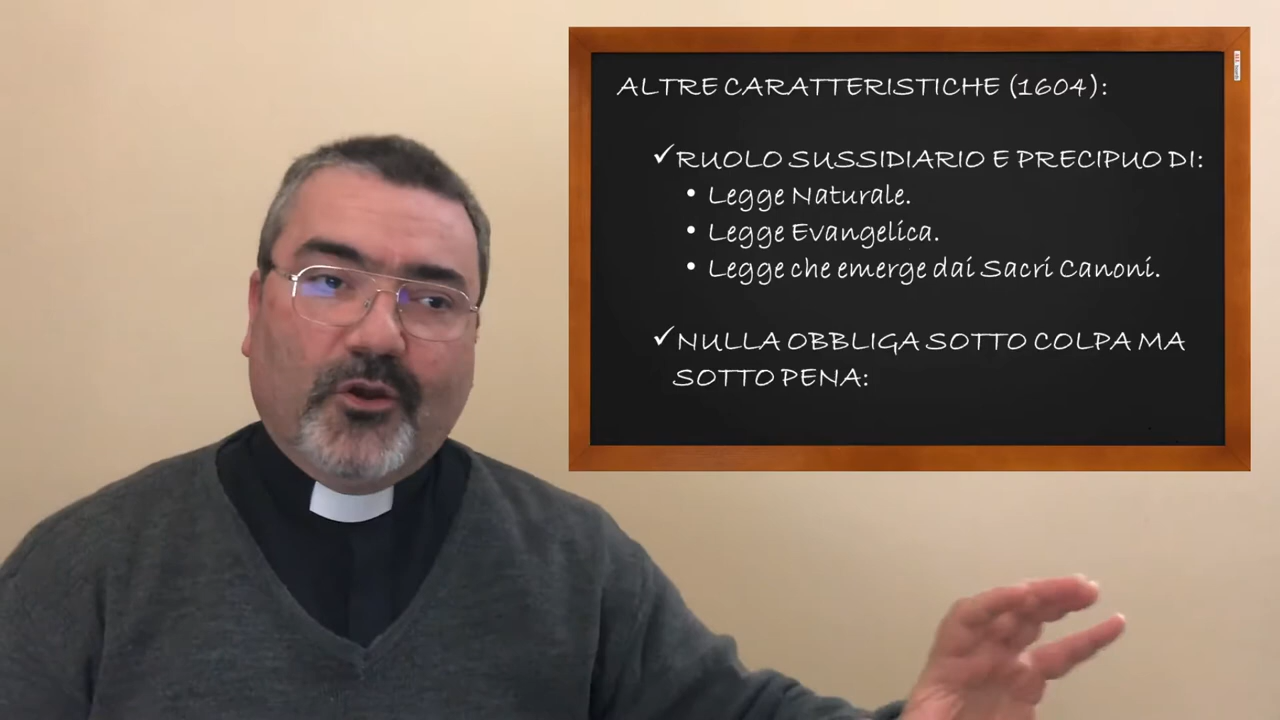 ALTRE CARATTERISTICHE (1604):
✓RUOLO SUSSIDIARIO E PRECIPUO DI:
• Legge Naturale.
• Legge Evangelica.
• Legge che emerge dai Sacri Canoni.
✓NULLA OBBLIGA SOTTO COLPA MA
SOTTO PENA: